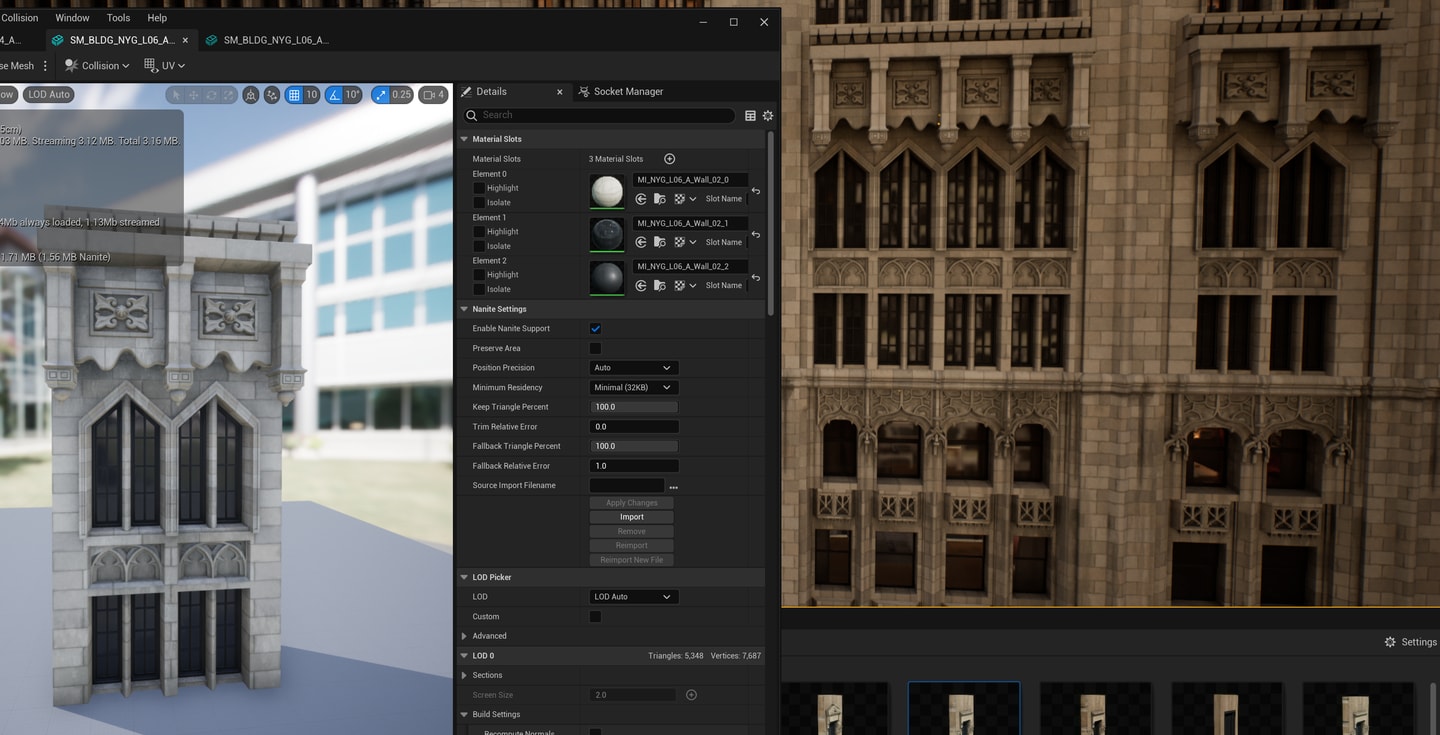 Collision Window Tools Help
4_A... SM_BLDG_NYG_L06_A... SM_BLDG_NYG_L06_A...
se Mesh Collision UV
ow LOD Auto 10 10° 0.25 4
5cm)
03 MB. Streaming 3.12 MB. Total 3.16 MB.
4Mb always loaded, 1.13Mb streamed
1.71 MB (1.56 MB Nanite)
Details Socket Manager
Search
Material Slots
Material Slots 3 Material Slots
Element 0
Highlight
Isolate
MI_NYG_L06_A_Wall_02_0
Slot Name
Element 1
Highlight
Isolate
MI_NYG_L06_A_Wall_02_1
Slot Name
Element 2
Highlight
Isolate
MI_NYG_L06_A_Wall_02_2
Slot Name
Nanite Settings
Enable Nanite Support
Preserve Area
Position Precision Auto
Minimum Residency Minimal (32KB)
Keep Triangle Percent 100.0
Trim Relative Error 0.0
Fallback Triangle Percent 100.0
Fallback Relative Error 1.0
Source Import Filename ...
Apply Changes
Import
Remove
Reimport
Reimport New File
LOD Picker
LOD LOD Auto
Custom
Advanced
LOD 0 Triangles: 5,348 Vertices: 7,687
Sections
Screen Size 2.0
Build Settings
Recompute Normals
Settings